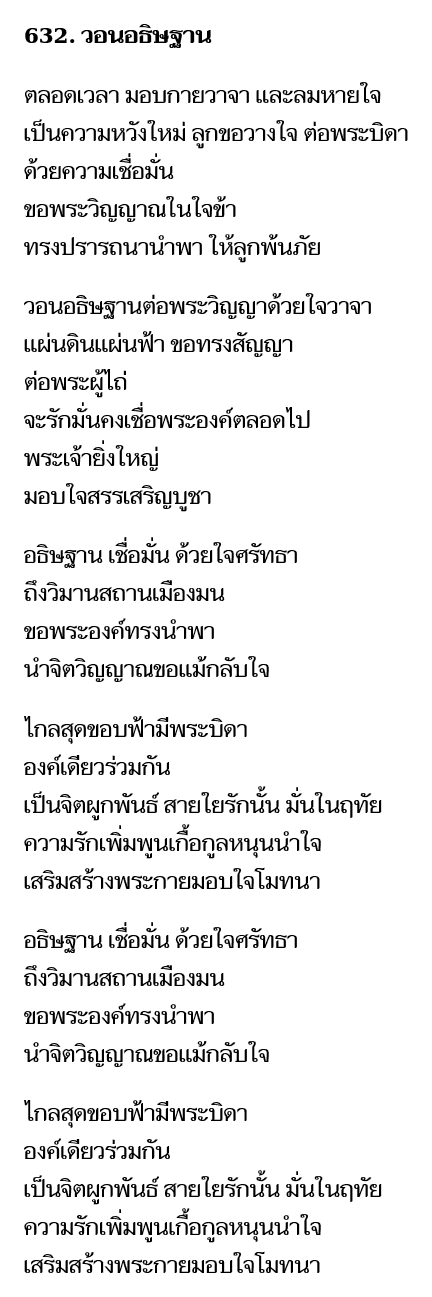 632. วอนอธิษฐาน
ตลอดเวลา มอบกายวาจา และลมหายใจ
เป็นความหวังใหม่ ลูกขอวางใจ ต่อพระบิดา
ด้วยความเชื่อมั่น
ขอพระวิญญาณในใจข้า
ทรงปรารถนานำพา ให้ลูกพ้นภัย
วอนอธิษฐานต่อพระวิญญาด้วยใจวาจา
แผ่นดินแผ่นฟ้า ขอทรงสัญญา
ต่อพระผู้ไถ่
จะรักมั่นคงเชื่อพระองค์ตลอดไป
พระเจ้ายิ่งใหญ่
มอบใจสรรเสริญบูชา
อธิษฐาน เชื่อมั่น ด้วยใจศรัทธา
ถึงวิมานสถานเมืองมน
ขอพระองค์ทรงนำพา
นำจิตวิญญาณขอแม้กลับใจ
ไกลสุดขอบฟ้ามีพระบิดา
องค์เดียวร่วมกัน
เป็นจิตผูกพันธ์ สายใยรักนั้น มั่นในฤทัย
ความรักเพิ่มพูนเกื้อกูลหนุนนำใจ
เสริมสร้างพระกายมอบใจโมทนา
อธิษฐาน เชื่อมั่น ด้วยใจศรัทธา
ถึงวิมานสถานเมืองมน
ขอพระองค์ทรงนำพา
นำจิตวิญญาณขอแม้กลับใจ
ไกลสุดขอบฟ้ามีพระบิดา
องค์เดียวร่วมกัน
เป็นจิตผูกพันธ์ สายใยรักนั้น มั่นในฤทัย
ความรักเพิ่มพูนเกื้อกูลหนุนนำใจ
เสริมสร้างพระกายมอบใจโมทนา